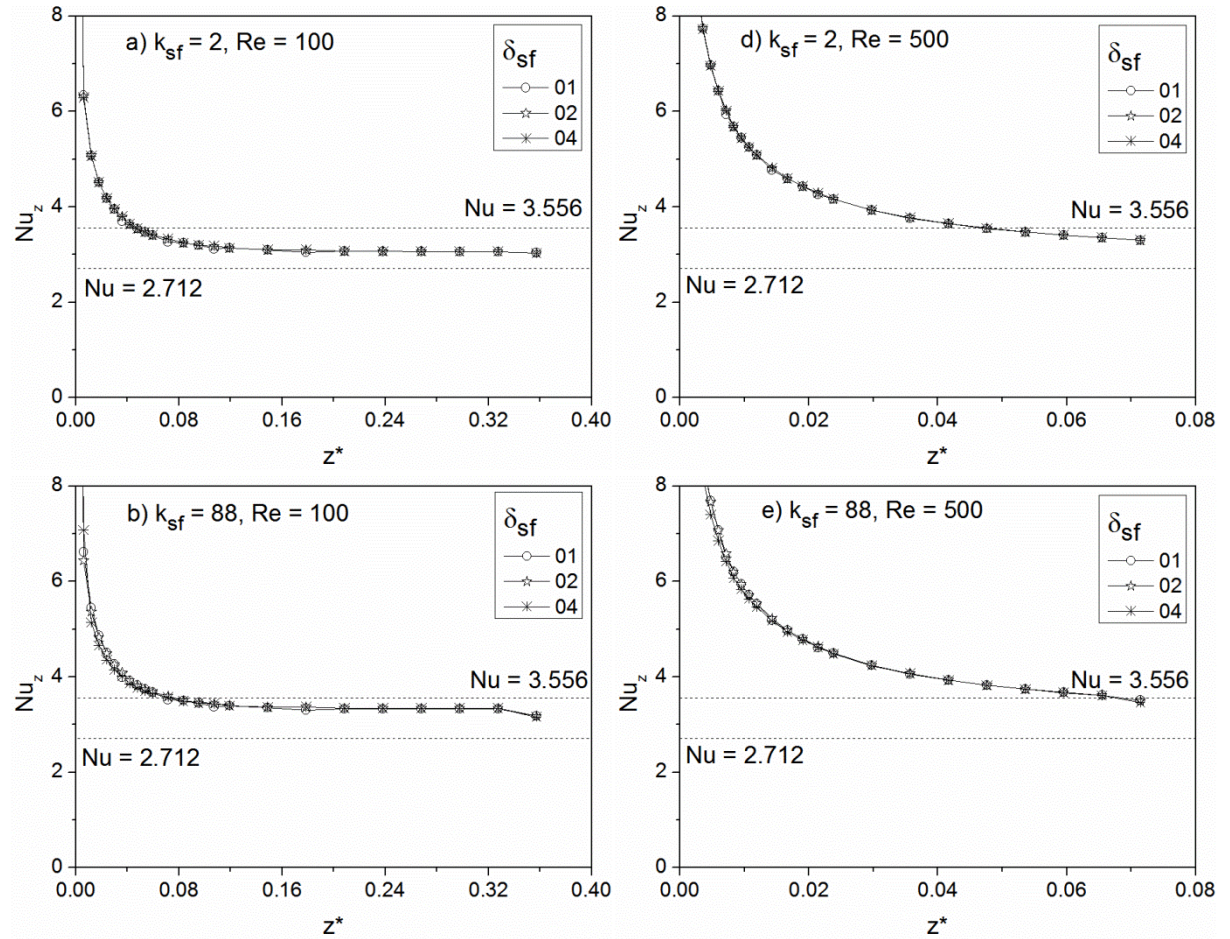 a) k_sf = 2, Re = 100
δ_sf
01
02
04
Nu = 3.556
Nu = 2.712
Nu_z
8
6
4
2
0
0.00 0.08 0.16 0.24 0.32 0.40
z*
d) k_sf = 2, Re = 500
δ_sf
01
02
04
Nu = 3.556
Nu = 2.712
Nu_z
8
6
4
2
0
0.00 0.02 0.04 0.06 0.08
z*
b) k_sf = 88, Re = 100
δ_sf
01
02
04
Nu = 3.556
Nu = 2.712
Nu_z
8
6
4
2
0
0.00 0.08 0.16 0.24 0.32 0.40
z*
e) k_sf = 88, Re = 500
δ_sf
01
02
04
Nu = 3.556
Nu = 2.712
Nu_z
8
6
4
2
0
0.00 0.02 0.04 0.06 0.08
z*